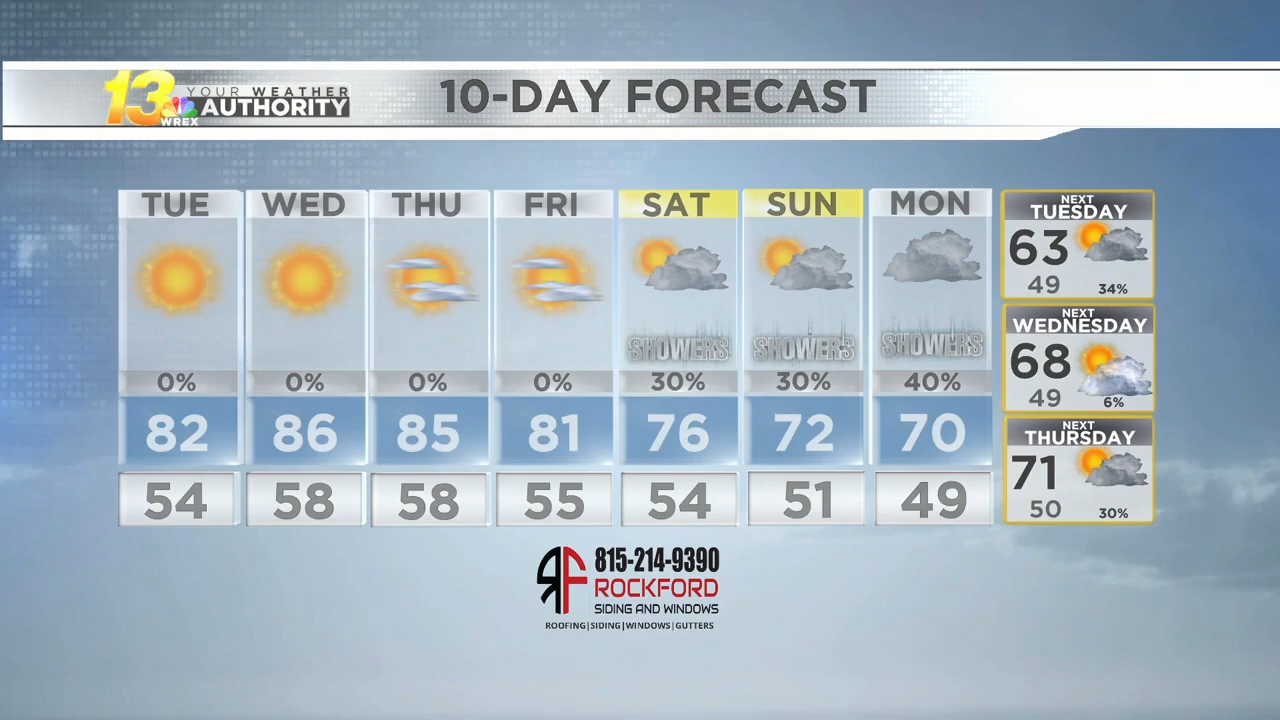 13
WREX
YOUR WEATHER
AUTHORITY
10-DAY FORECAST
TUE WED THU FRI SAT SUN MON
SHOWERS SHOWERS SHOWERS
0% 0% 0% 0% 30% 30% 40%
82 86 85 81 76 72 70
54 58 58 55 54 51 49
NEXT
TUESDAY
63
49 34%
NEXT
WEDNESDAY
68
49 6%
NEXT
THURSDAY
71
50 30%
RF
815-214-9390
ROCKFORD
SIDING AND WINDOWS
ROOFING|SIDING|WINDOWS|GUTTERS